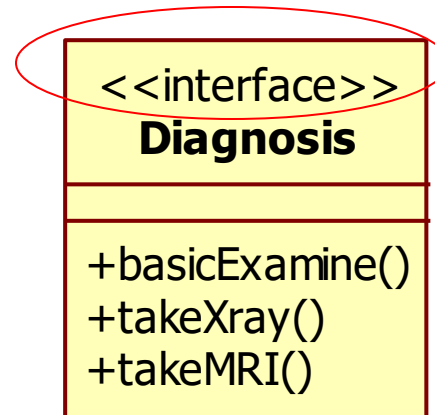 <<interface>>
Diagnosis
+basicExamine()
+takeXray()
+takeMRI()